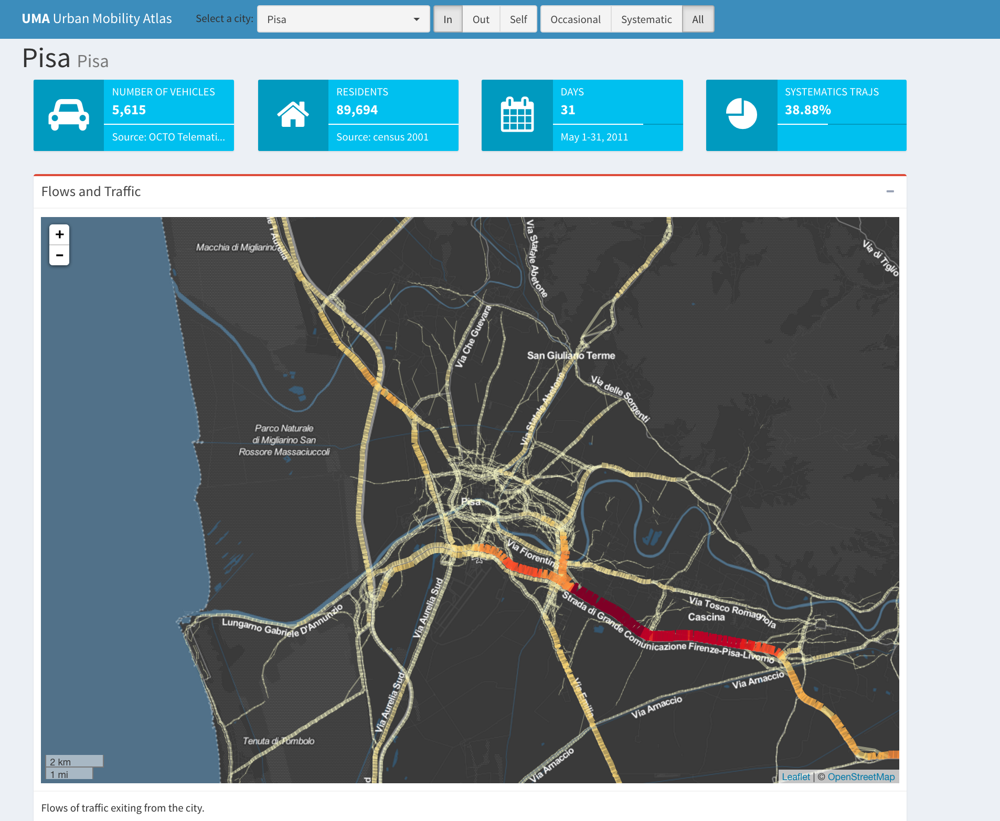 UMA Urban Mobility Atlas
Select a city:
Pisa
In
Out
Self
Occasional
Systematic
All
Pisa Pisa
NUMBER OF VEHICLES
5,615
Source: OCTO Telemati...
RESIDENTS
89,694
Source: census 2001
DAYS
31
May 1-31, 2011
SYSTEMATICS TRAJS
38.88%
Flows and Traffic
+
−
le 1 Aurelia
Macchia di Migliarino
Via Statale Abetone
Via di Tiglio
Via Che Guevara
San Giuliano Terme
Via delle Sorgenti
Via Statale Abetone
Parco Naturale
di Migliarino San
Rossore Massaciuccoli
Pisa
Via Fiorentina
Strada di Grande Comunicazione Firenze-Pisa-Livorno
Via Tosco Romagnola
Cascina
Lungarno Gabriele D'Annunzio
Via Aurelia Sud
Via Aurelia Sud
Via Emilia
Via Arnaccio
Via Arnaccio
Via Arnaccio
Tenuta di Tombolo
2 km
1 mi
Leaflet | © OpenStreetMap
Flows of traffic exiting from the city.